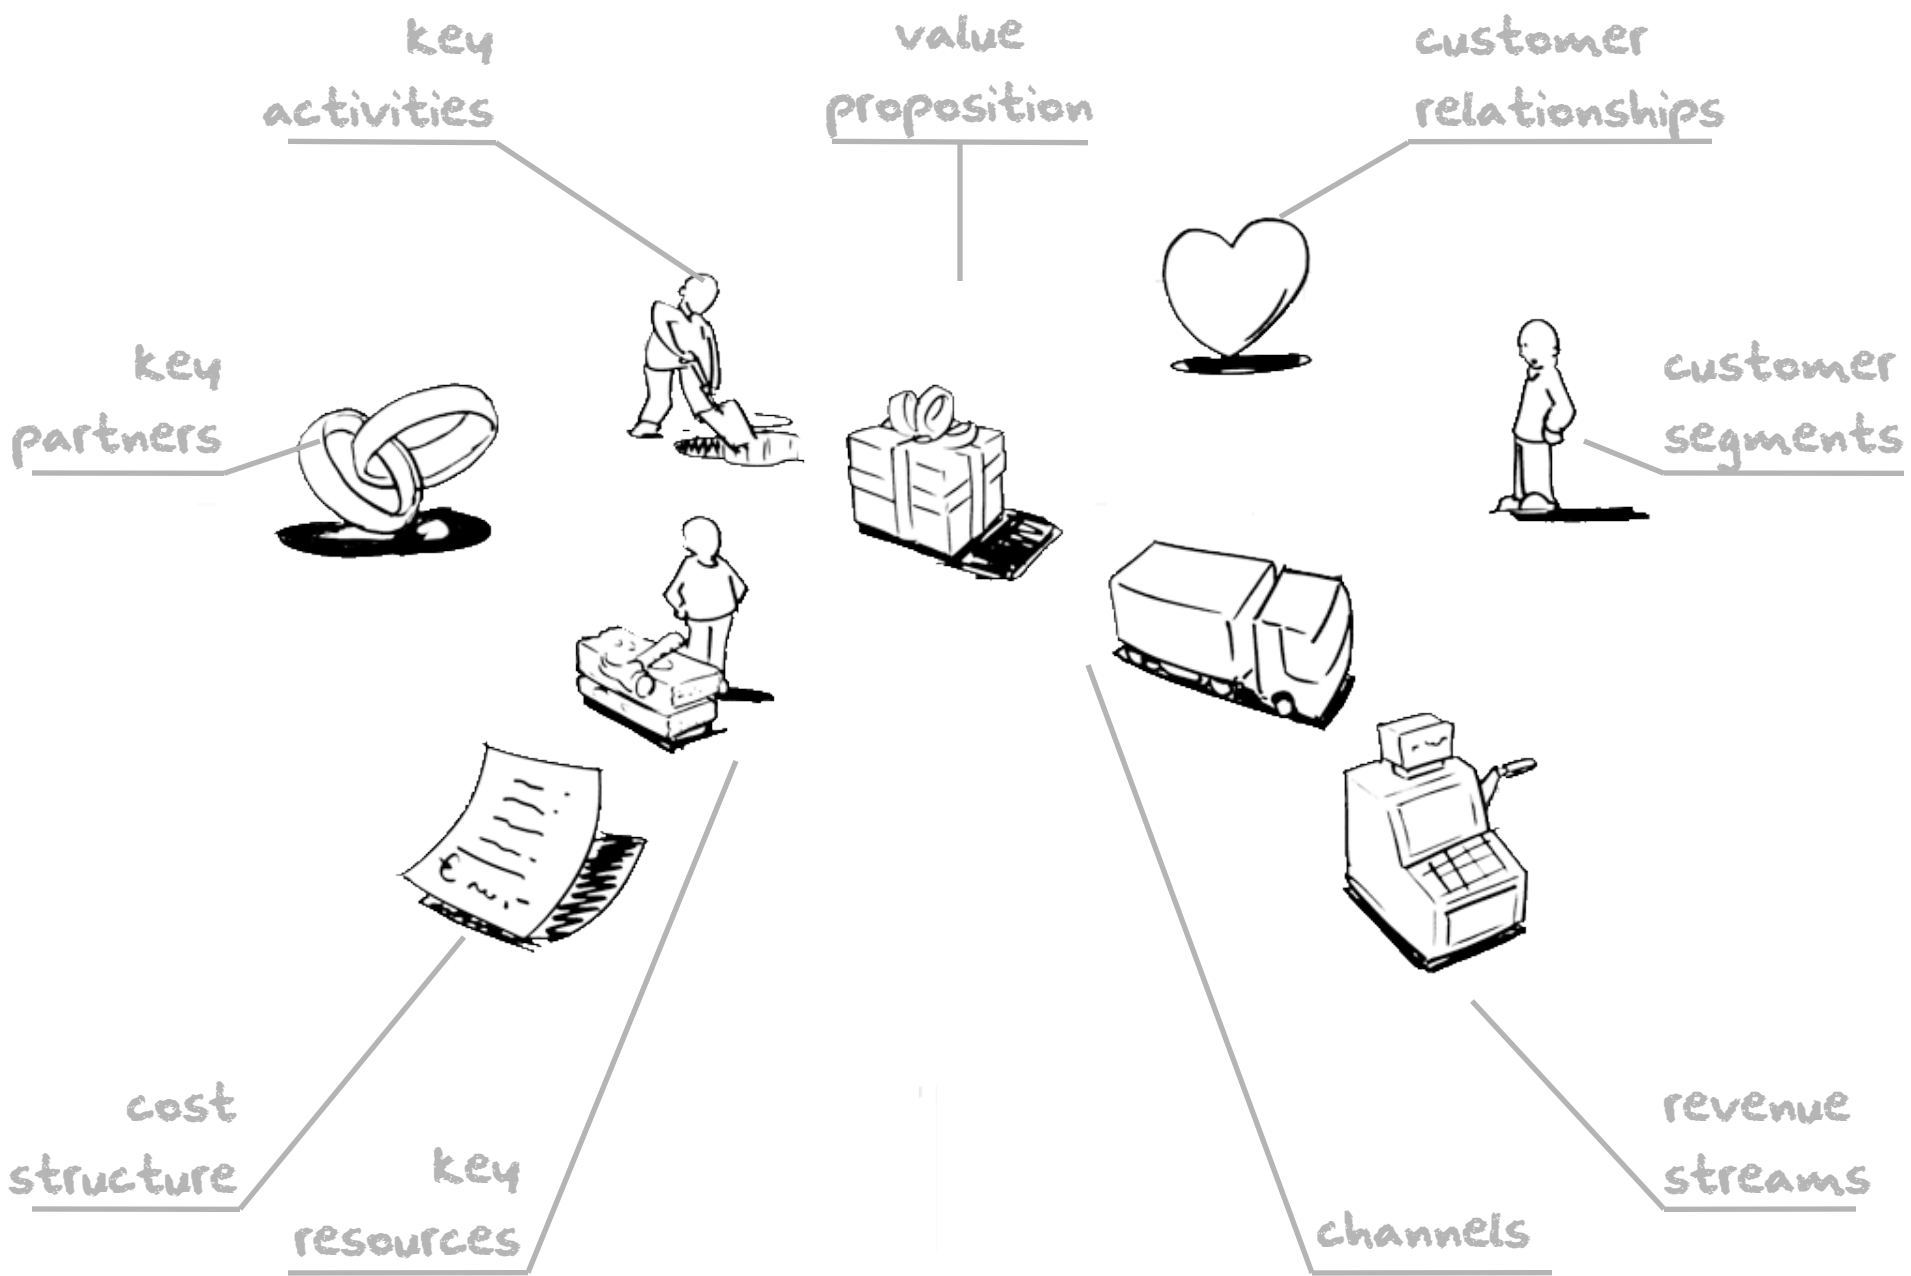 key
activities
value
proposition
customer
relationships
key
partners
customer
segments
€
cost
structure
key
resources
channels
revenue
streams